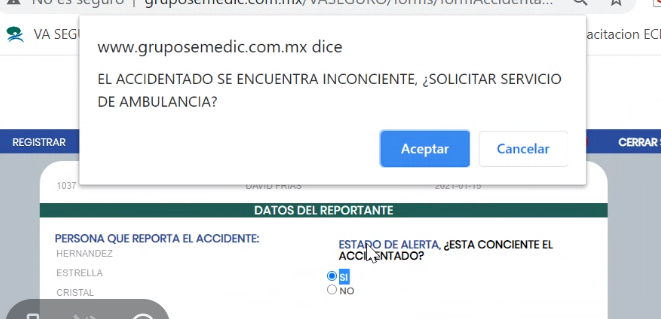 No es seguro | gruposemedic.com.mx/VASEGURO/forms/formAccidenta...
VA SEGU
acitacion ECI
www.gruposemedic.com.mx dice
EL ACCIDENTADO SE ENCUENTRA INCONCIENTE, ¿SOLICITAR SERVICIO
DE AMBULANCIA?
Aceptar Cancelar
REGISTRAR
CERRAR
1037 DAVID FRIAS 2021-01-15
DATOS DEL REPORTANTE
PERSONA QUE REPORTA EL ACCIDENTE:
HERNANDEZ
ESTRELLA
CRISTAL
ESTADO DE ALERTA, ¿ESTA CONCIENTE EL
ACCIDENTADO?
SI
NO